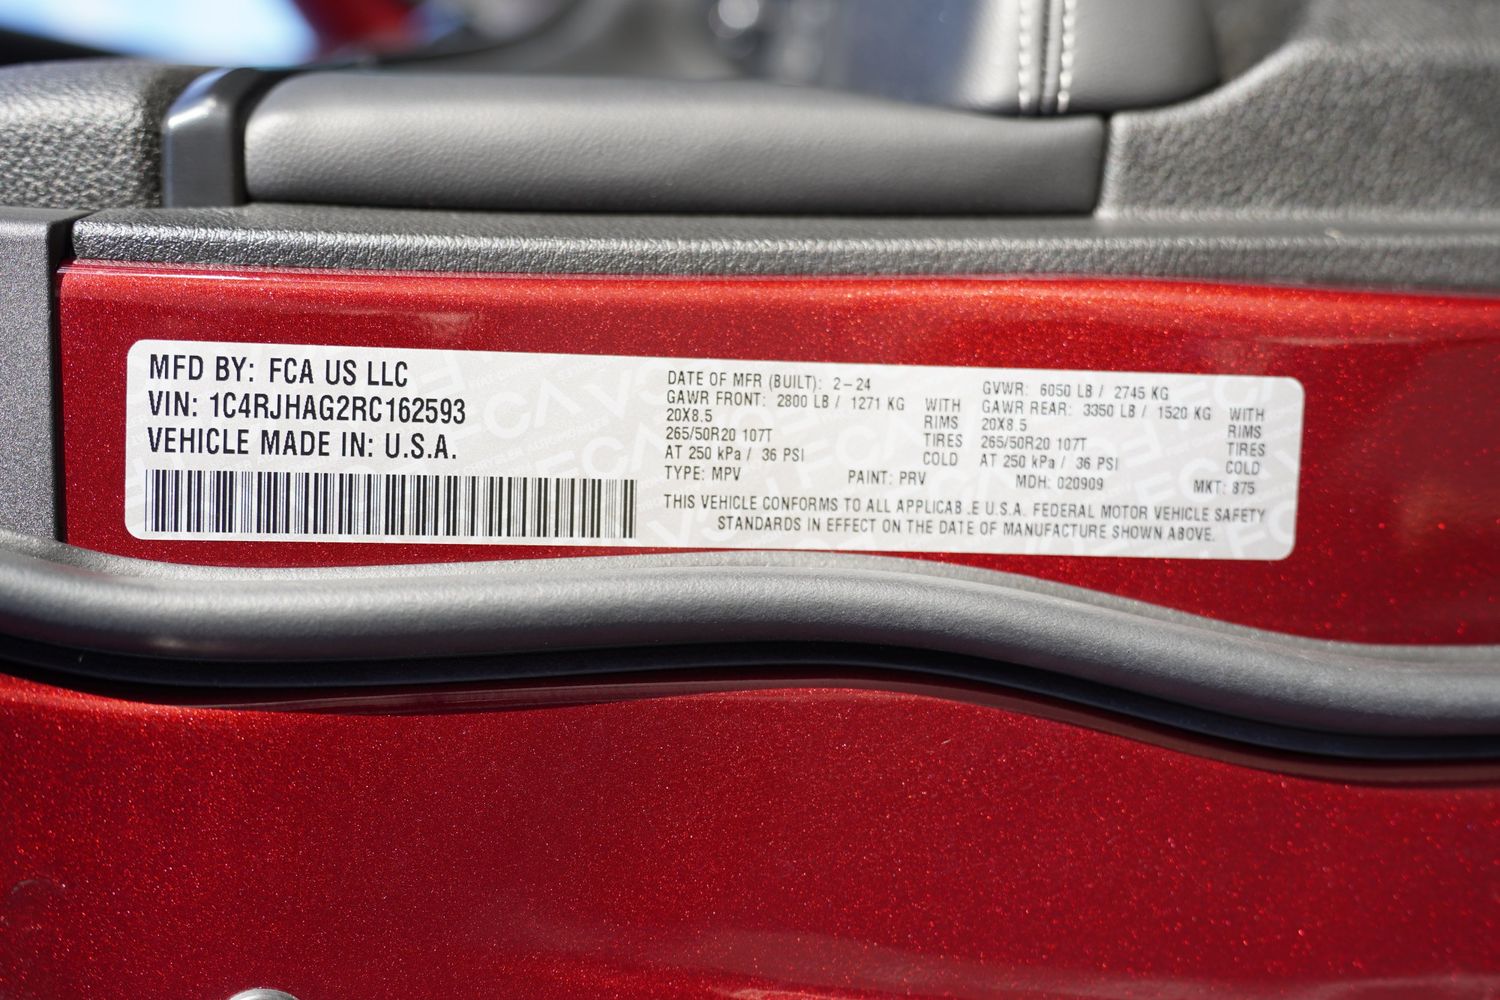 MFD BY: FCA US LLC
VIN: 1C4RJHAG2RC162593
VEHICLE MADE IN: U.S.A.
DATE OF MFR (BUILT): 2-24
GAWR FRONT: 2800 LB / 1271 KG WITH
20X8.5 RIMS
265/50R20 107T TIRES
AT 250 kPa / 36 PSI COLD
TYPE: MPV PAINT: PRV
GVWR: 6050 LB / 2745 KG
GAWR REAR: 3350 LB / 1520 KG WITH
20X8.5 RIMS
265/50R20 107T TIRES
AT 250 kPa / 36 PSI COLD
MDH: 020909 MKT: 875
THIS VEHICLE CONFORMS TO ALL APPLICAB.E U.S.A. FEDERAL MOTOR VEHICLE SAFETY
STANDARDS IN EFFECT ON THE DATE OF MANUFACTURE SHOWN ABOVE.